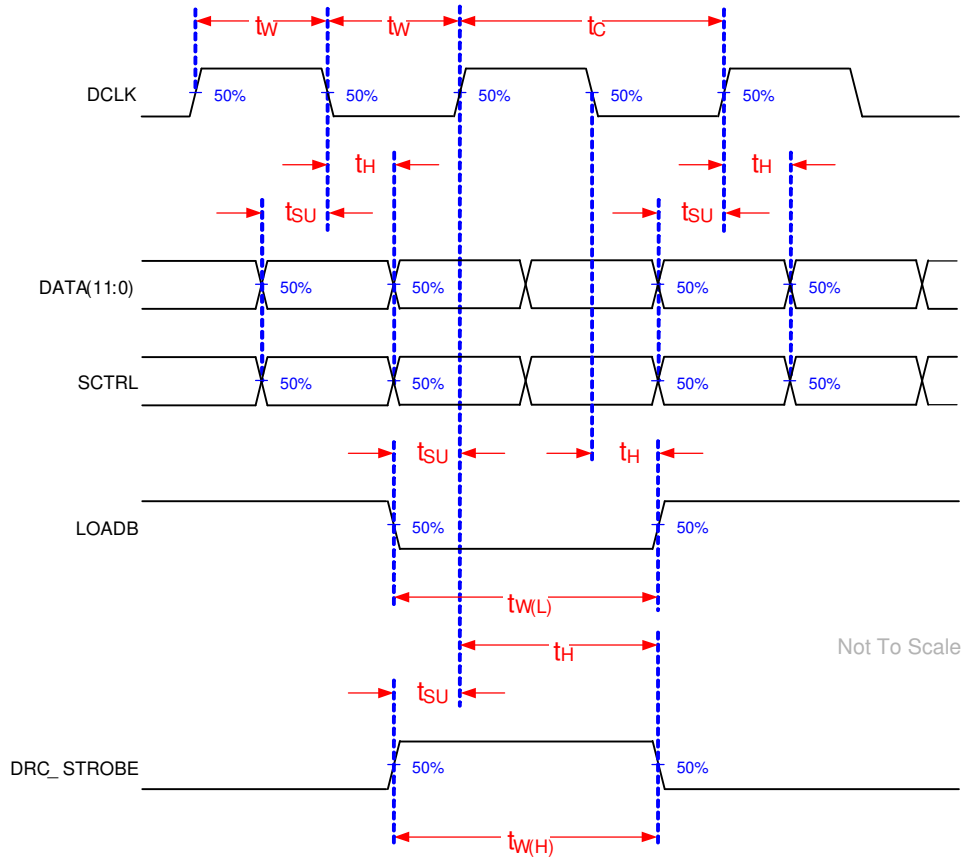 tW tW tC
DCLK 50% 50% 50% 50% 50%
tH tH
tSU tSU
DATA(11:0) 50% 50% 50% 50%
SCTRL 50% 50% 50% 50%
tSU tH
LOADB 50% 50%
tW(L)
tH Not To Scale
tSU
DRC_ STROBE 50% 50%
tW(H)